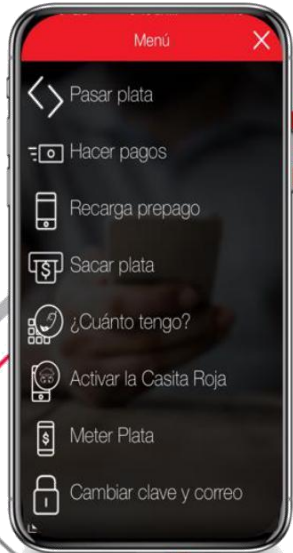 Menú
Pasar plata
Hacer pagos
Recarga prepago
Sacar plata
¿Cuánto tengo?
Activar la Casita Roja
Meter Plata
Cambiar clave y correo